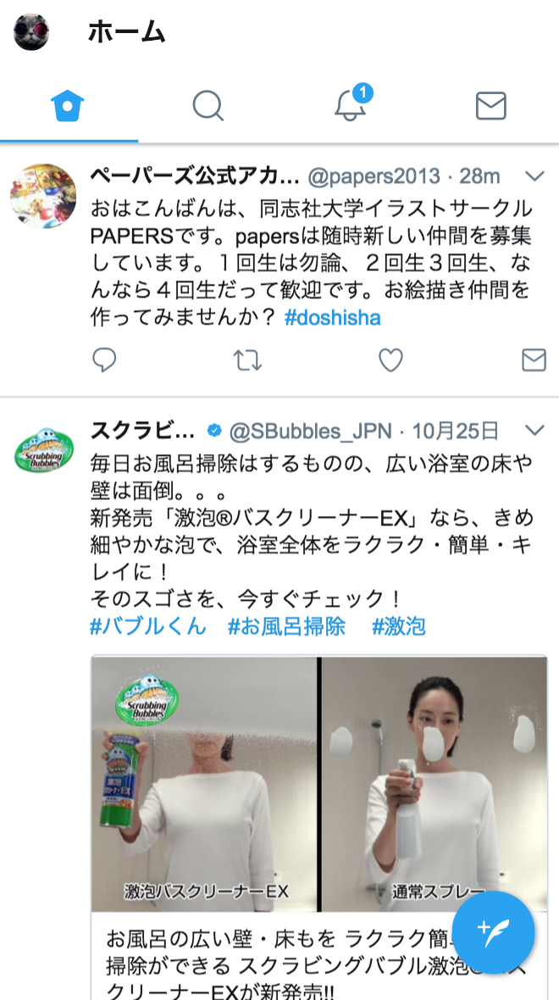 ホーム
1
ペーパーズ公式アカ... @papers2013 · 28m
おはこんばんは、同志社大学イラストサークル
PAPERSです。papersは随時新しい仲間を募集
しています。１回生は勿論、２回生３回生、な
んなら４回生だって歓迎です。お絵描き仲間を
作ってみませんか？ #doshisha
スクラビ... @SBubbles_JPN · 10月25日
Scrubbing
Bubbles
毎日お風呂掃除はするものの、広い浴室の床や
壁は面倒。。。
新発売「激泡®バスクリーナーEX」なら、きめ
細やかな泡で、浴室全体をラクラク・簡単・キ
レイに！
そのスゴさを、今すぐチェック！
#バブルくん #お風呂掃除 #激泡
Scrubbing
Bubbles
激泡
クリーナーEX
激泡バスクリーナーEX
通常スプレー
お風呂の広い壁・床もを ラクラク簡
掃除ができる スクラビングバブル激泡
クリーナーEXが新発売!!